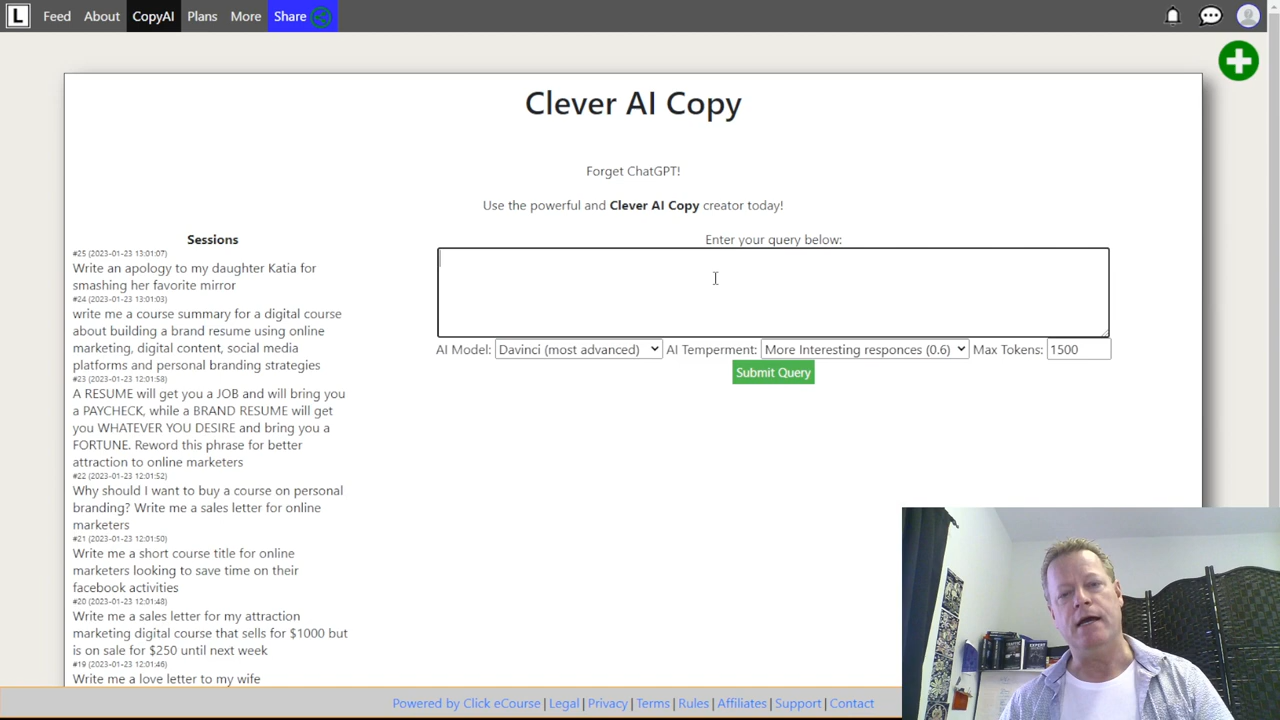 L Feed About CopyAI Plans More Share
Clever AI Copy
Forget ChatGPT!
Use the powerful and Clever AI Copy creator today!
Sessions
#25 (2023-01-23 13:01:07)
Write an apology to my daughter Katia for
smashing her favorite mirror
#24 (2023-01-23 13:01:03)
write me a course summary for a digital course
about building a brand resume using online
marketing, digital content, social media
platforms and personal branding strategies
#23 (2023-01-23 12:01:58)
A RESUME will get you a JOB and will bring you
a PAYCHECK, while a BRAND RESUME will get
you WHATEVER YOU DESIRE and bring you a
FORTUNE. Reword this phrase for better
attraction to online marketers
#22 (2023-01-23 12:01:52)
Why should I want to buy a course on personal
branding? Write me a sales letter for online
marketers
#21 (2023-01-23 12:01:50)
Write me a short course title for online
marketers looking to save time on their
facebook activities
#20 (2023-01-23 12:01:48)
Write me a sales letter for my attraction
marketing digital course that sells for $1000 but
is on sale for $250 until next week
#19 (2023-01-23 12:01:46)
Write me a love letter to my wife
Enter your query below:
AI Model: Davinci (most advanced) AI Temperment: More Interesting responces (0.6) Max Tokens: 1500
Submit Query
Powered by Click eCourse | Legal | Privacy | Terms | Rules | Affiliates | Support | Contact